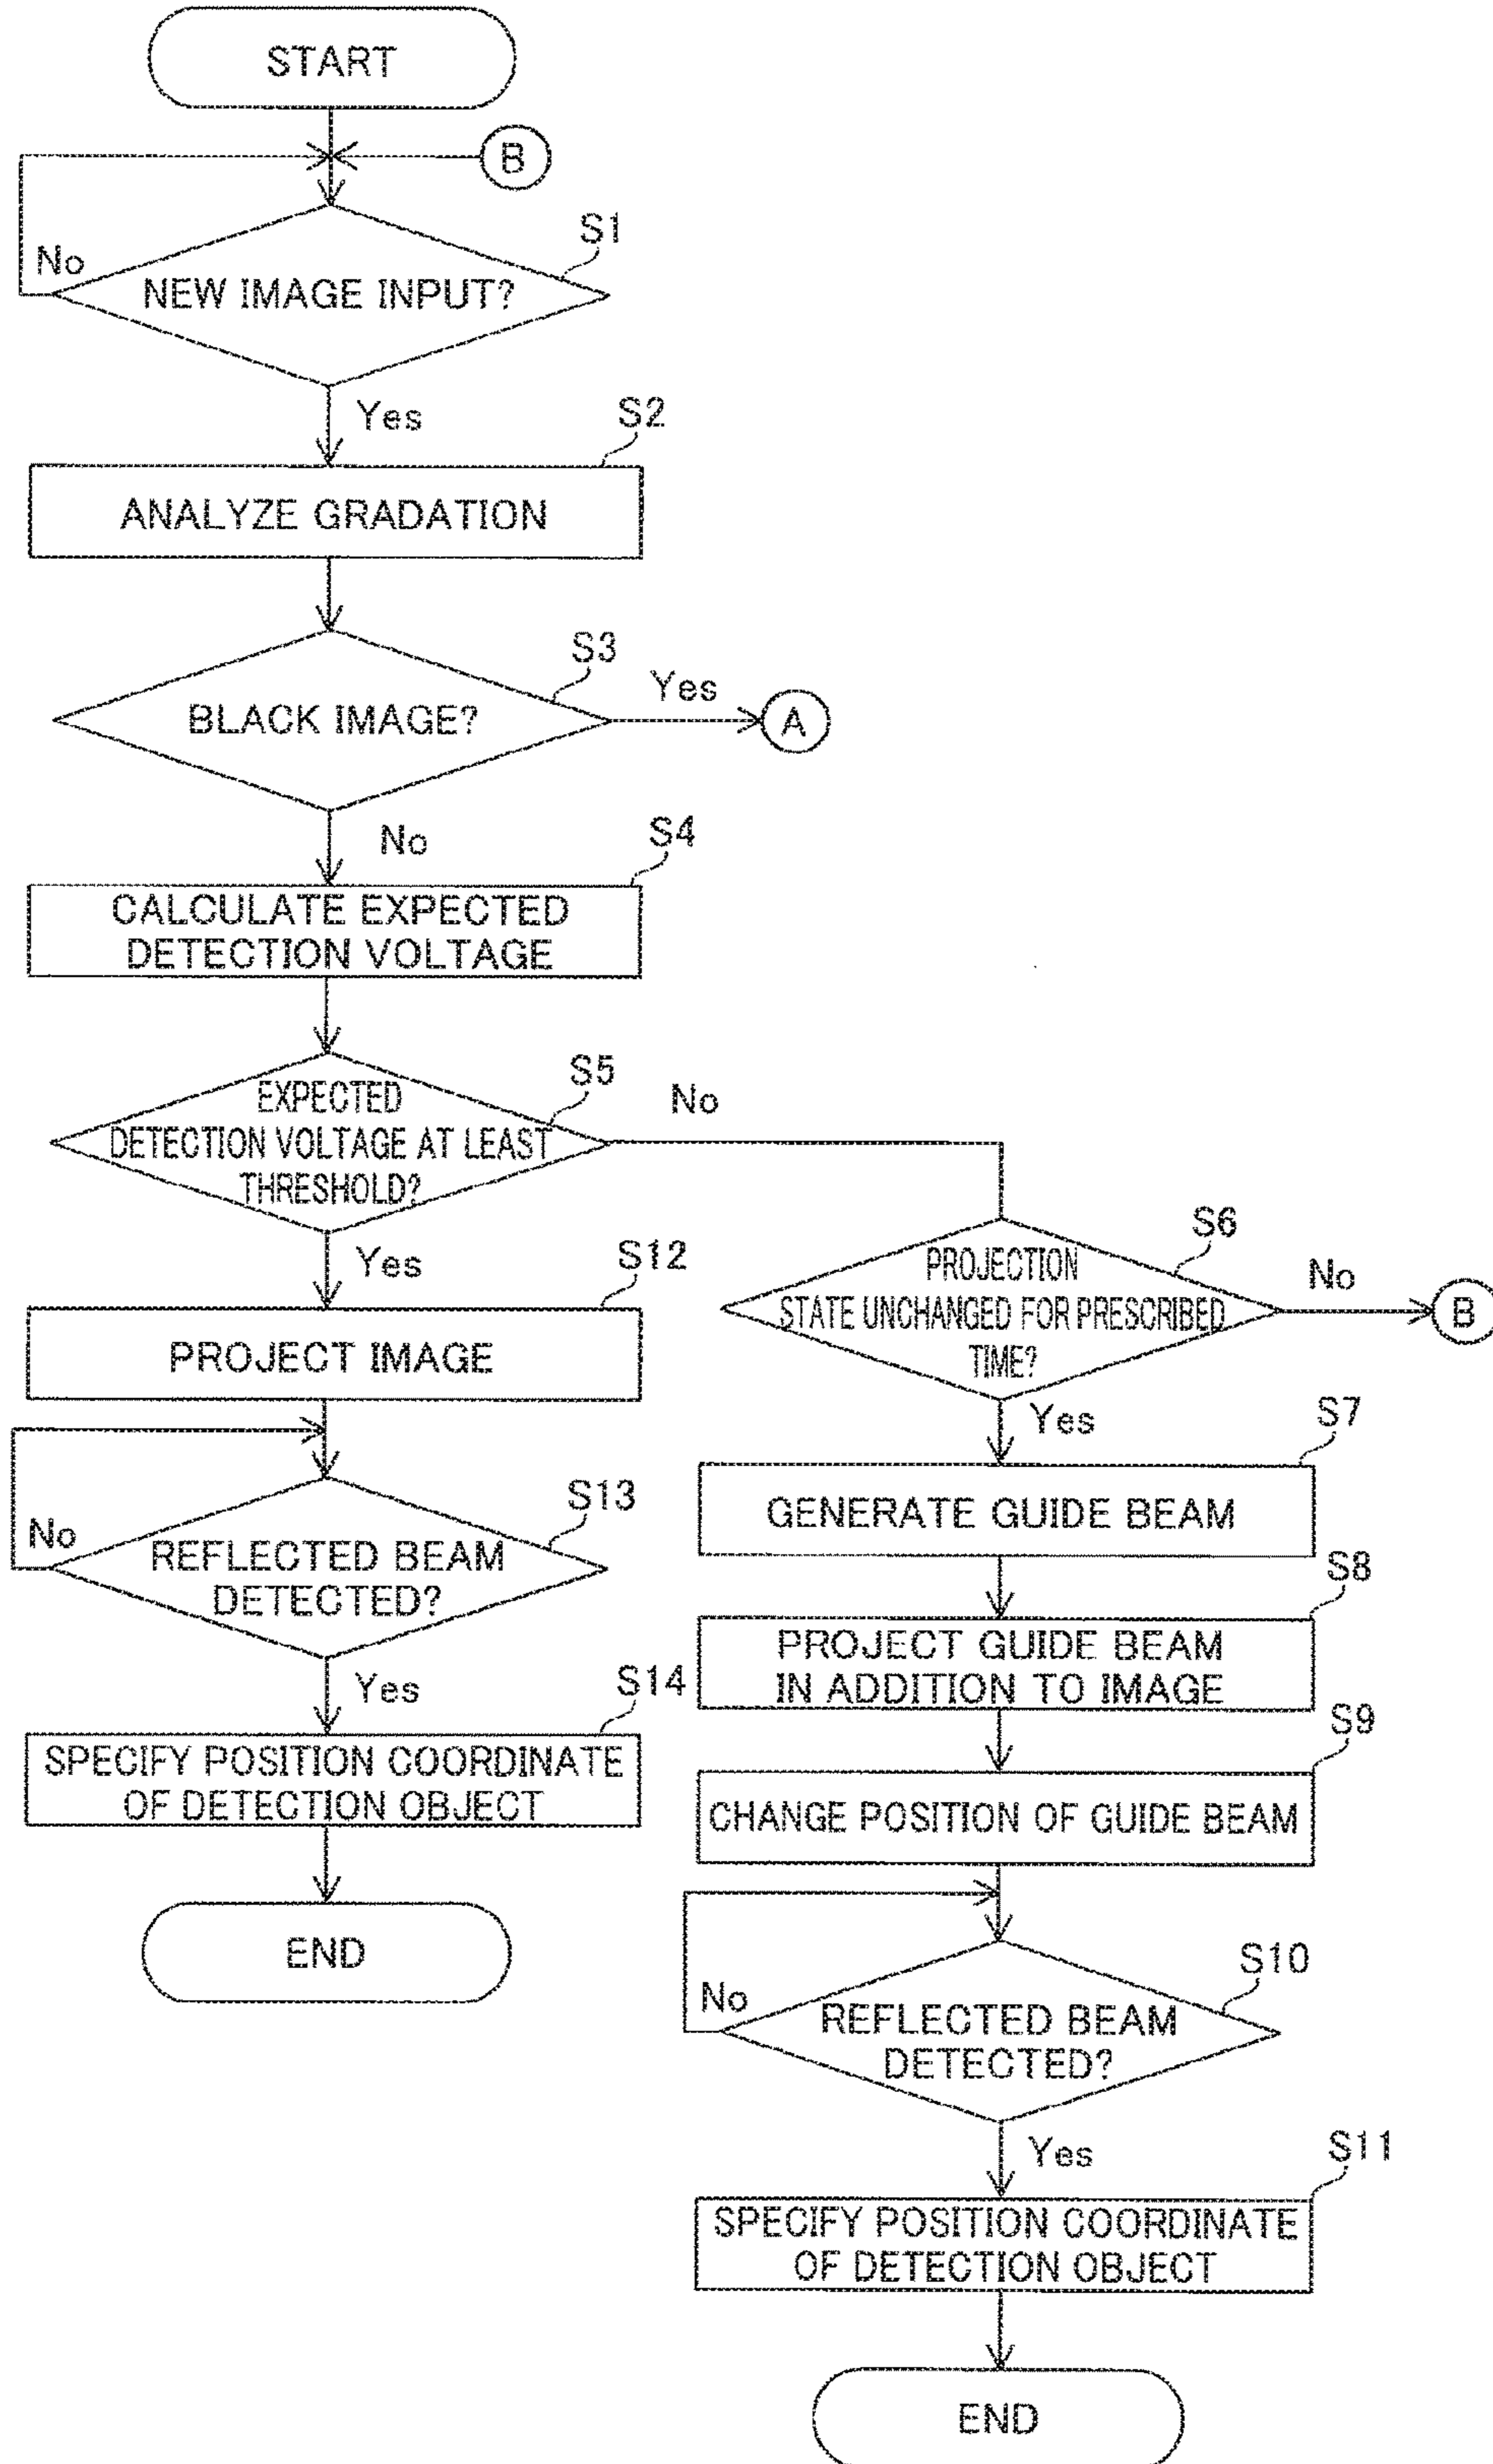 START
B
S1
No
NEW IMAGE INPUT?
Yes
S2
ANALYZE GRADATION
S3
Yes
BLACK IMAGE?
A
No
S4
CALCULATE EXPECTED
DETECTION VOLTAGE
S5
EXPECTED
DETECTION VOLTAGE AT LEAST
THRESHOLD?
No
Yes
S12
PROJECT IMAGE
S13
No
REFLECTED BEAM
DETECTED?
Yes
S14
SPECIFY POSITION COORDINATE
OF DETECTION OBJECT
END
S6
PROJECTION
STATE UNCHANGED FOR PRESCRIBED
TIME?
No
B
Yes
S7
GENERATE GUIDE BEAM
S8
PROJECT GUIDE BEAM
IN ADDITION TO IMAGE
S9
CHANGE POSITION OF GUIDE BEAM
S10
No
REFLECTED BEAM
DETECTED?
Yes
S11
SPECIFY POSITION COORDINATE
OF DETECTION OBJECT
END